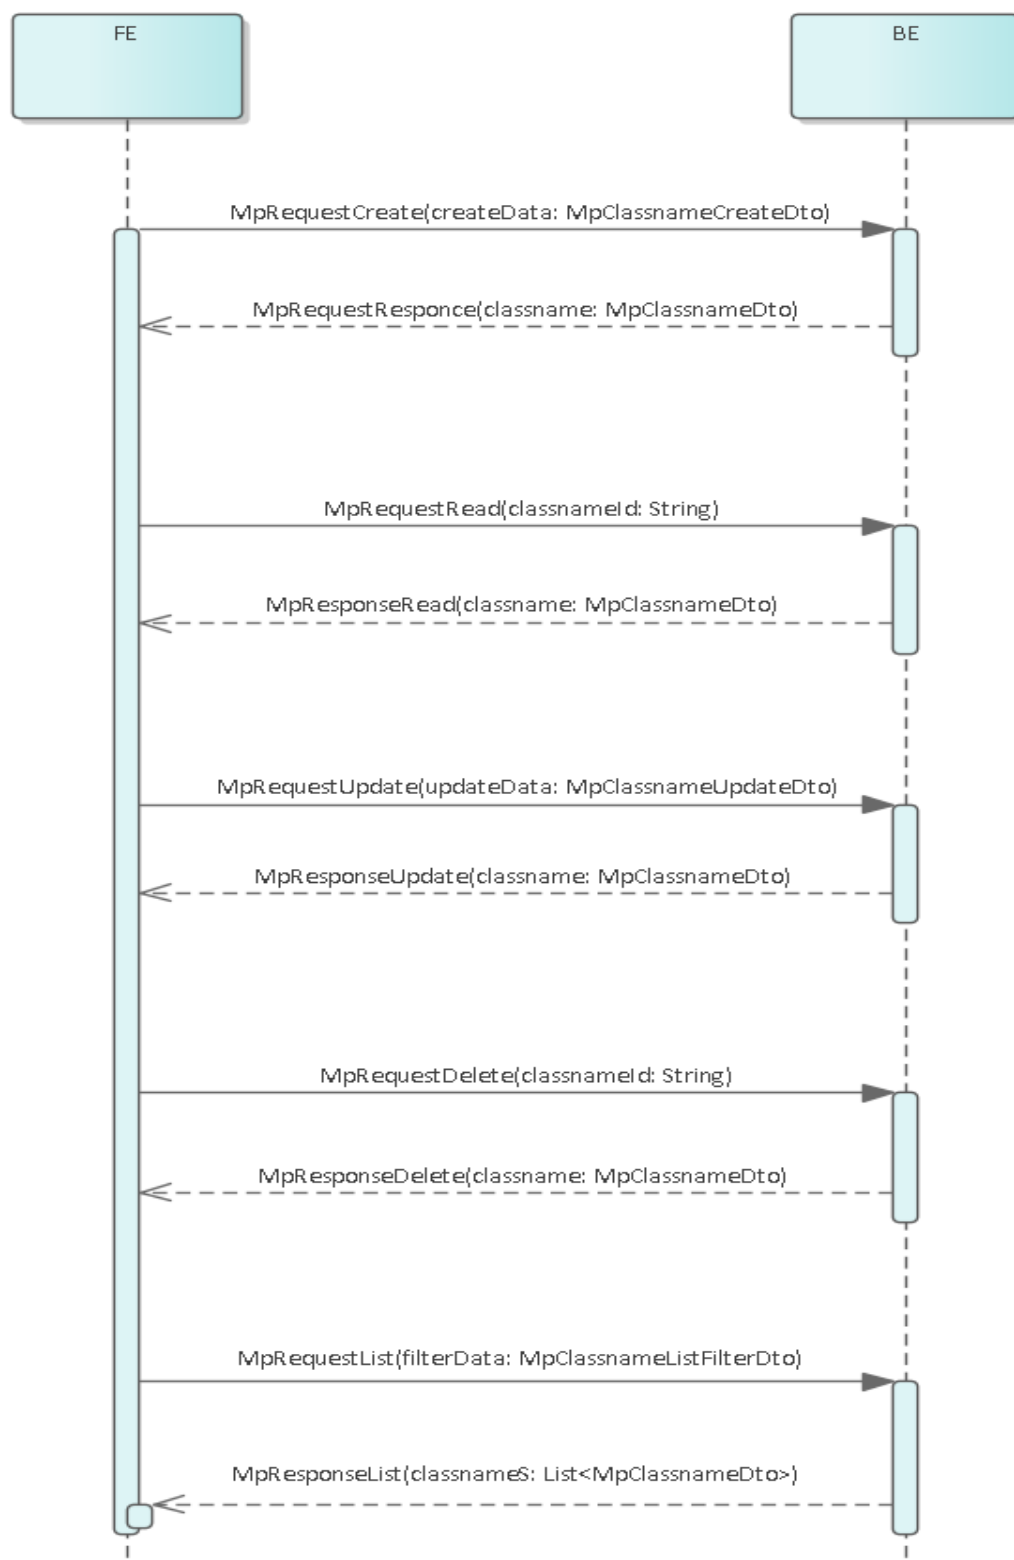 FE
BE
MpRequestCreate(createData: MpClassnameCreateDto)
MpRequestResponce(classname: MpClassnameDto)
MpRequestRead(classnameId: String)
MpResponseRead(classname: MpClassnameDto)
MpRequestUpdate(updateData: MpClassnameUpdateDto)
MpResponseUpdate(classname: MpClassnameDto)
MpRequestDelete(classnameId: String)
MpResponseDelete(classname: MpClassnameDto)
MpRequestList(filterData: MpClassnameListFilterDto)
MpResponseList(classnameS: List<MpClassnameDto>)